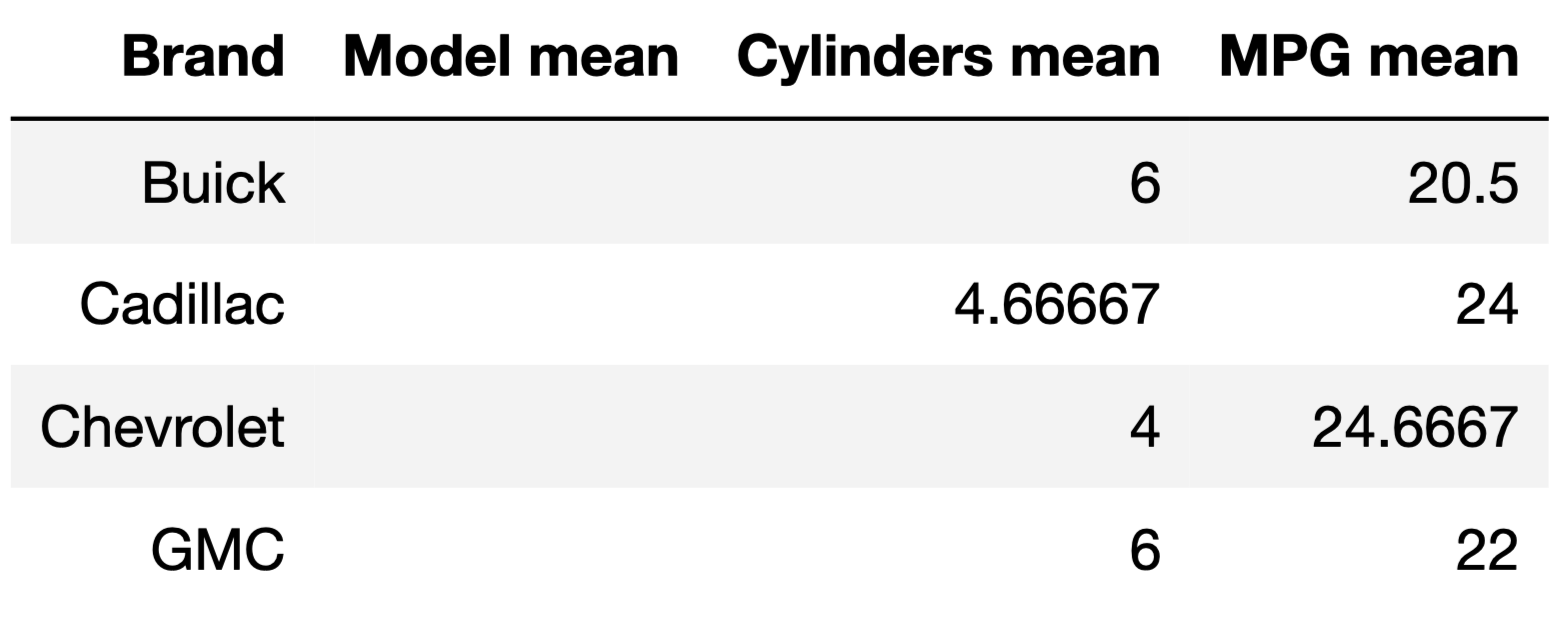 Brand Model mean Cylinders mean MPG mean
Buick 6 20.5
Cadillac 4.66667 24
Chevrolet 4 24.6667
GMC 6 22